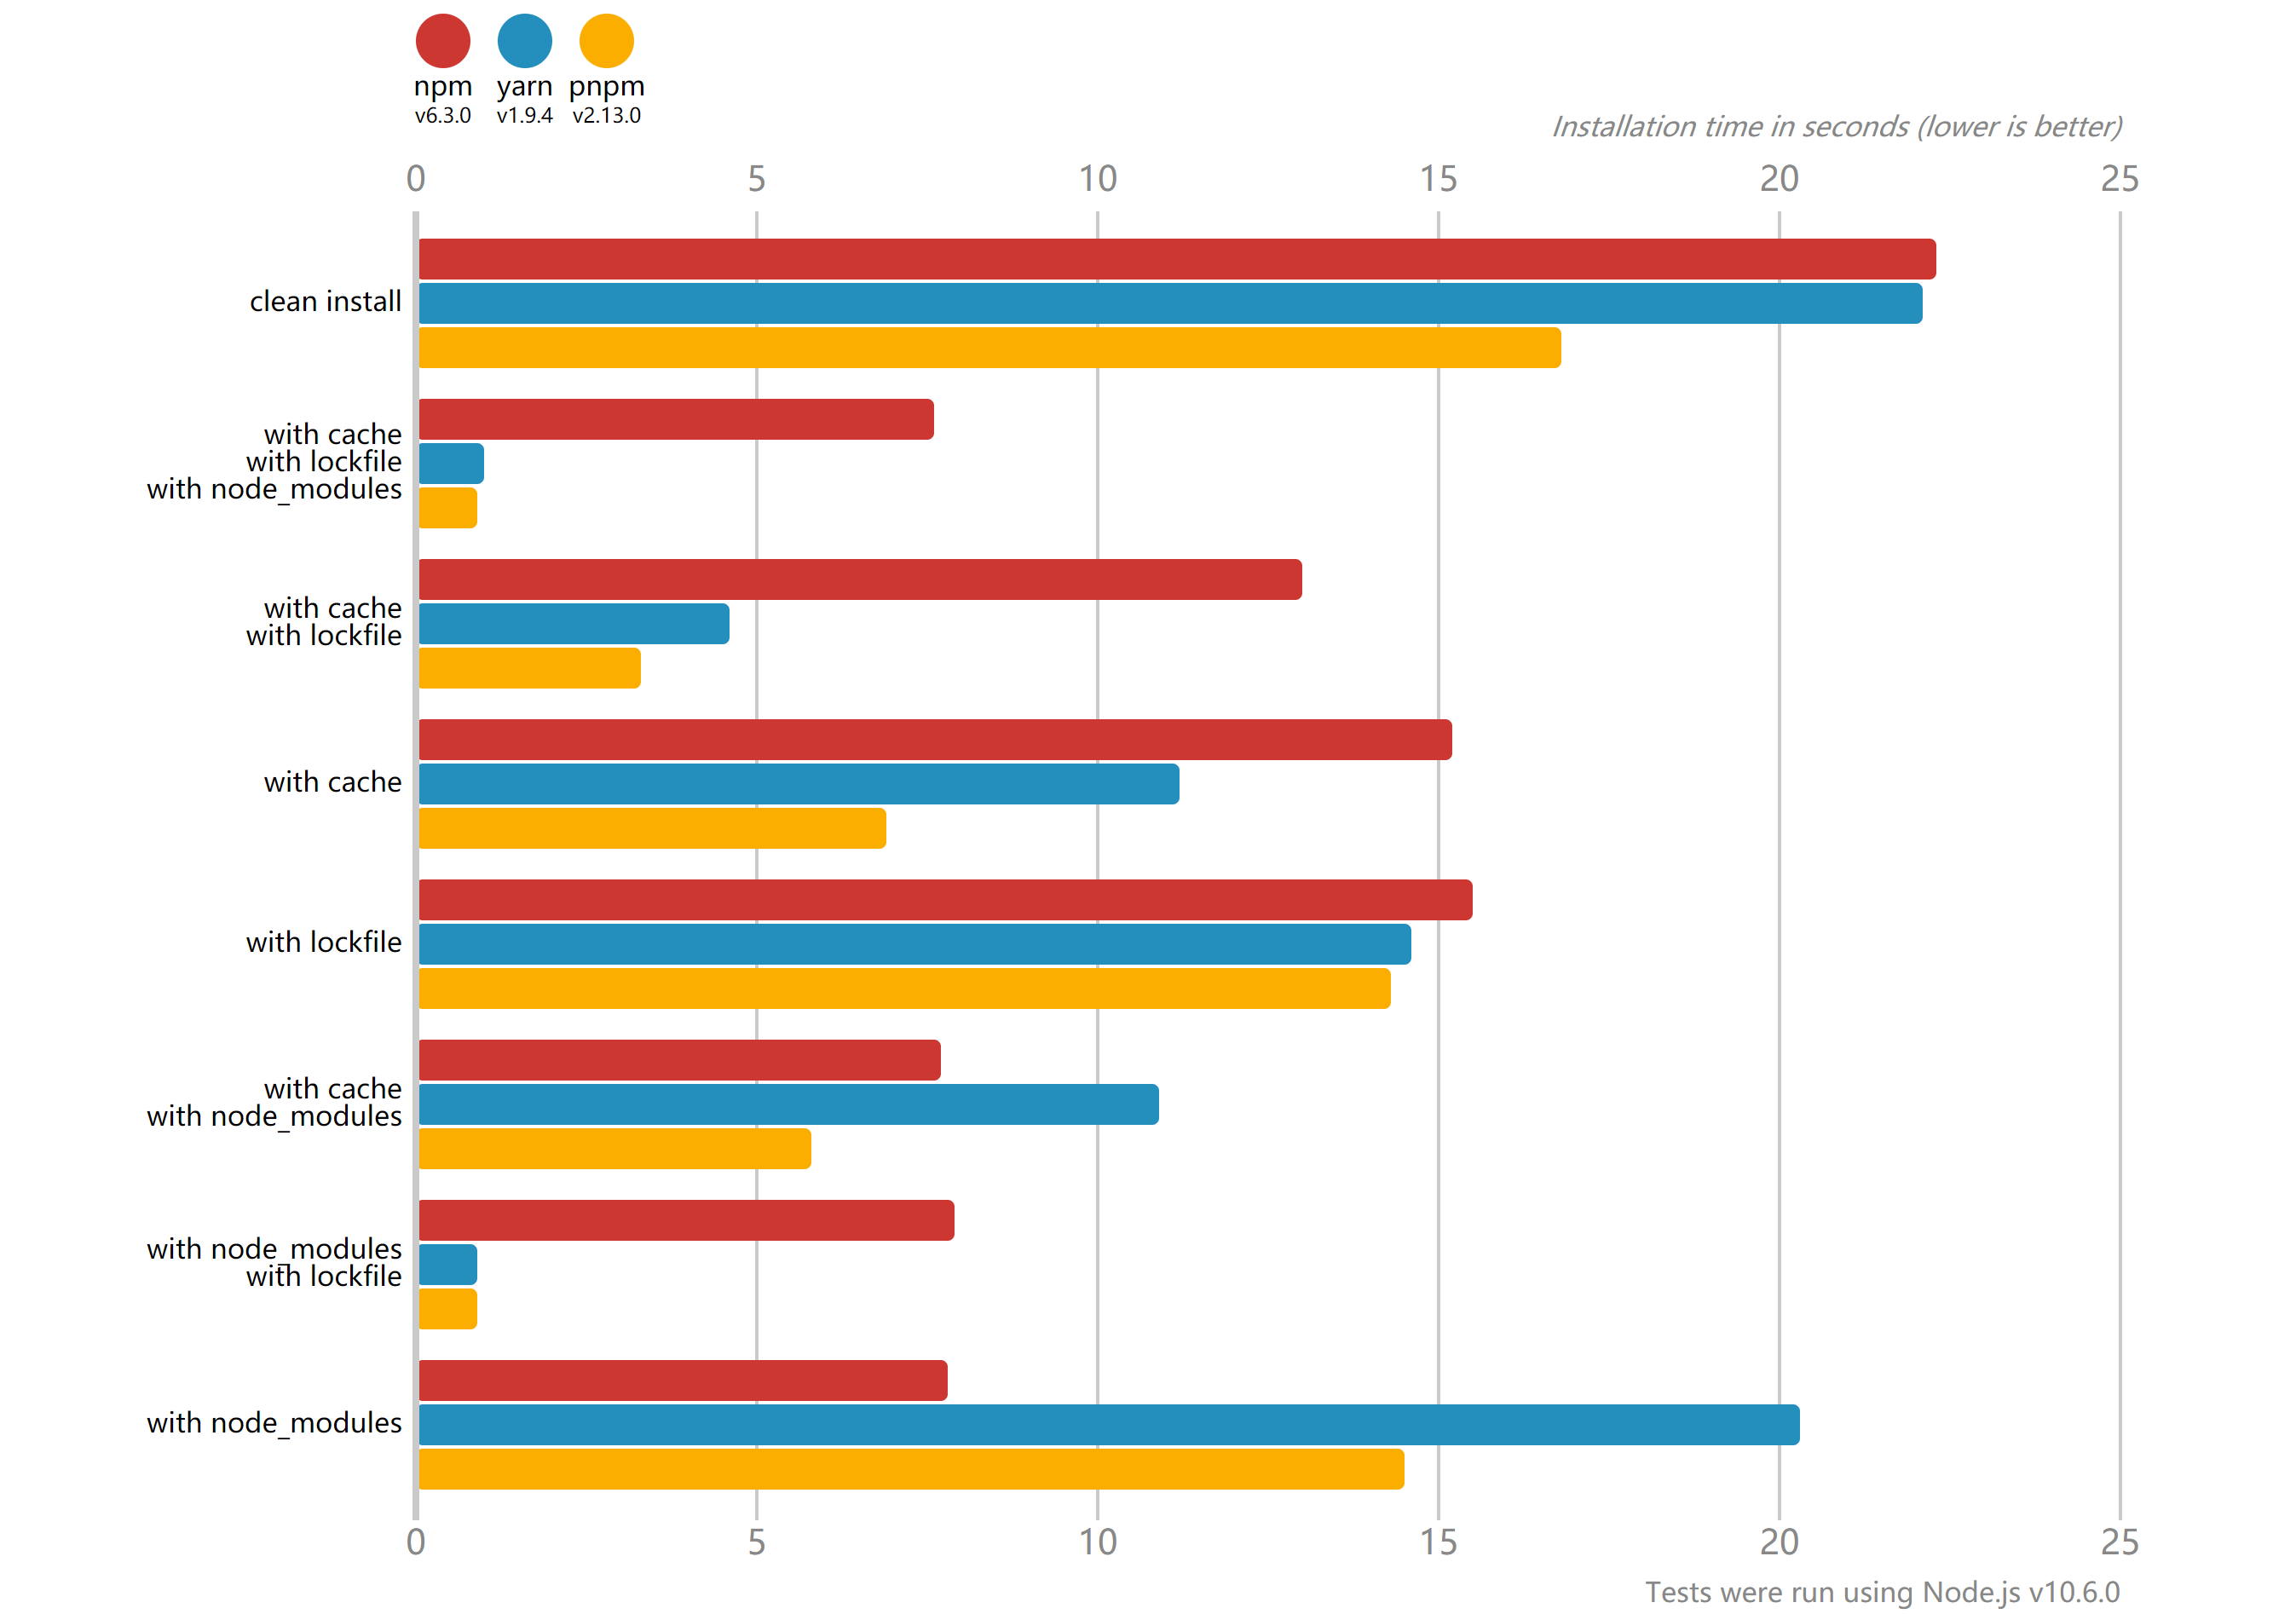 npm yarn pnpm
v6.3.0 v1.9.4 v2.13.0
Installation time in seconds (lower is better)
0 5 10 15 20 25
clean install
with cache
with lockfile
with node_modules
with cache
with lockfile
with cache
with lockfile
with cache
with node_modules
with node_modules
with lockfile
with node_modules
0 5 10 15 20 25
Tests were run using Node.js v10.6.0